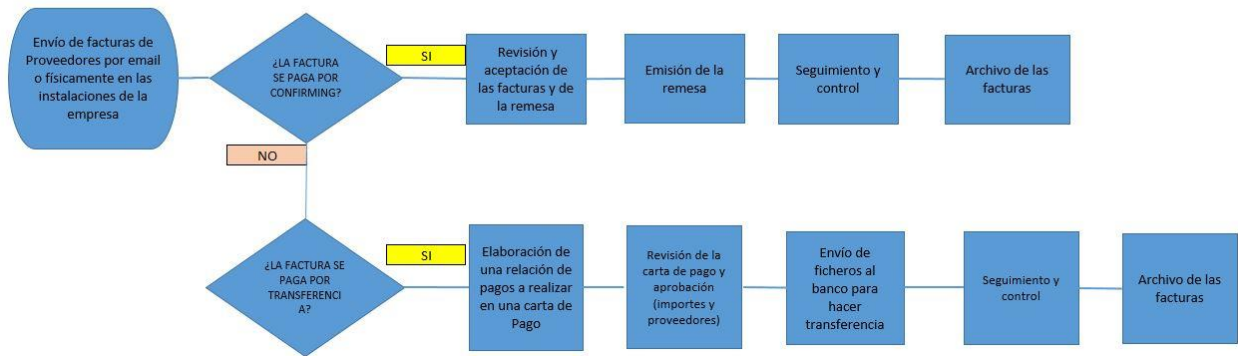 Envío de facturas de
Proveedores por email
o físicamente en las
instalaciones de la
empresa
¿LA FACTURA
SE PAGA POR
CONFIRMING?
SI
Revisión y
aceptación de
las facturas y de
la remesa
Emisión de la
remesa
Seguimiento y
control
Archivo de las
facturas
NO
¿LA FACTURA SE
PAGA POR
TRANSFERENCI
A?
SI
Elaboración de
una relación de
pagos a realizar
en una carta de
Pago
Revisión de la
carta de pago y
aprobación
(importes y
proveedores)
Envío de
ficheros al
banco para
hacer
transferencia
Seguimiento y
control
Archivo de las
facturas